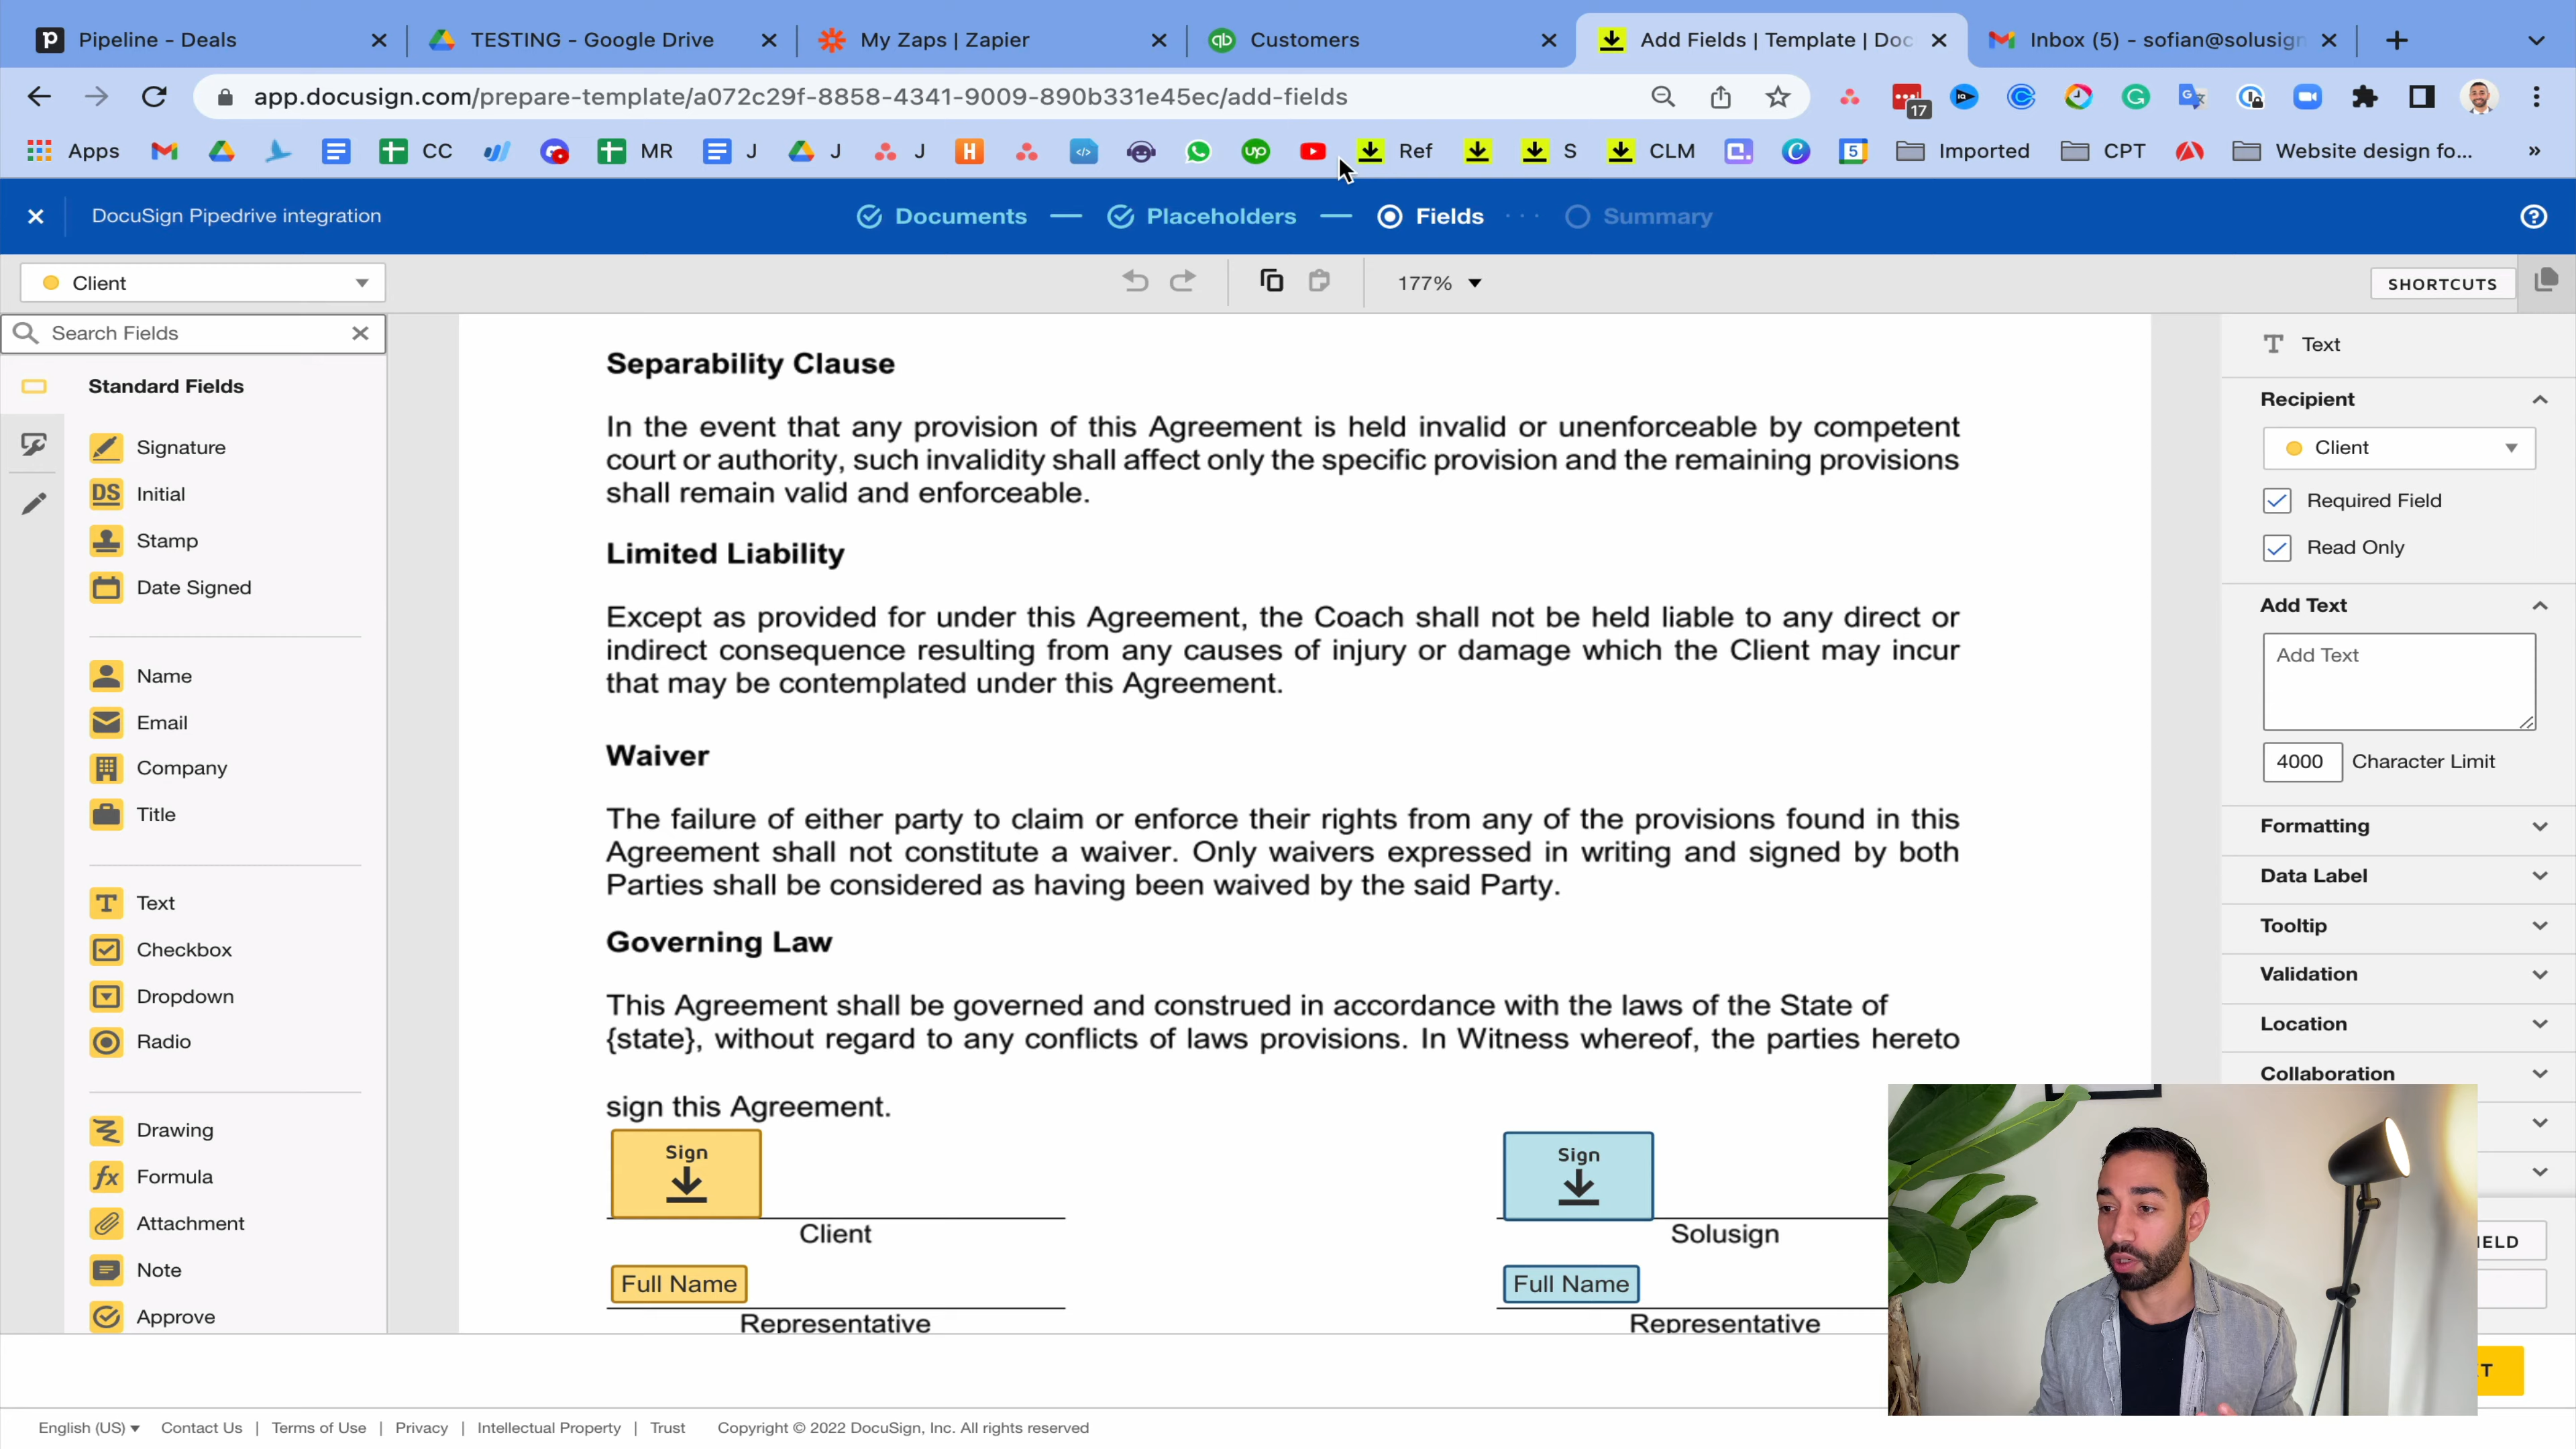 Pipeline - Deals
TESTING - Google Drive
My Zaps | Zapier
Customers
Add Fields | Template | Doc
Inbox (5) - sofian@solusign
app.docusign.com/prepare-template/a072c29f-8858-4341-9009-890b331e45ec/add-fields
17
Apps
CC
MR
J
J
J
H
up
Ref
S
CLM
5
Imported
CPT
Website design fo...
»
DocuSign Pipedrive integration
Documents
Placeholders
Fields
Summary
Client
177%
SHORTCUTS
Search Fields
Standard Fields
Signature
DS Initial
Stamp
Date Signed
Name
Email
Company
Title
Text
Checkbox
Dropdown
Radio
Drawing
fx Formula
Attachment
Note
Approve
Separability Clause
In the event that any provision of this Agreement is held invalid or unenforceable by competent
court or authority, such invalidity shall affect only the specific provision and the remaining provisions
shall remain valid and enforceable.
Limited Liability
Except as provided for under this Agreement, the Coach shall not be held liable to any direct or
indirect consequence resulting from any causes of injury or damage which the Client may incur
that may be contemplated under this Agreement.
Waiver
The failure of either party to claim or enforce their rights from any of the provisions found in this
Agreement shall not constitute a waiver. Only waivers expressed in writing and signed by both
Parties shall be considered as having been waived by the said Party.
Governing Law
This Agreement shall be governed and construed in accordance with the laws of the State of
{state}, without regard to any conflicts of laws provisions. In Witness whereof, the parties hereto
sign this Agreement.
Sign
Sign
Client
Solusign
Full Name
Full Name
Representative
Representative
Text
Recipient
Client
Required Field
Read Only
Add Text
Add Text
4000 Character Limit
Formatting
Data Label
Tooltip
Validation
Location
Collaboration
IELD
T
English (US)
Contact Us | Terms of Use | Privacy | Intellectual Property | Trust
Copyright © 2022 DocuSign, Inc. All rights reserved